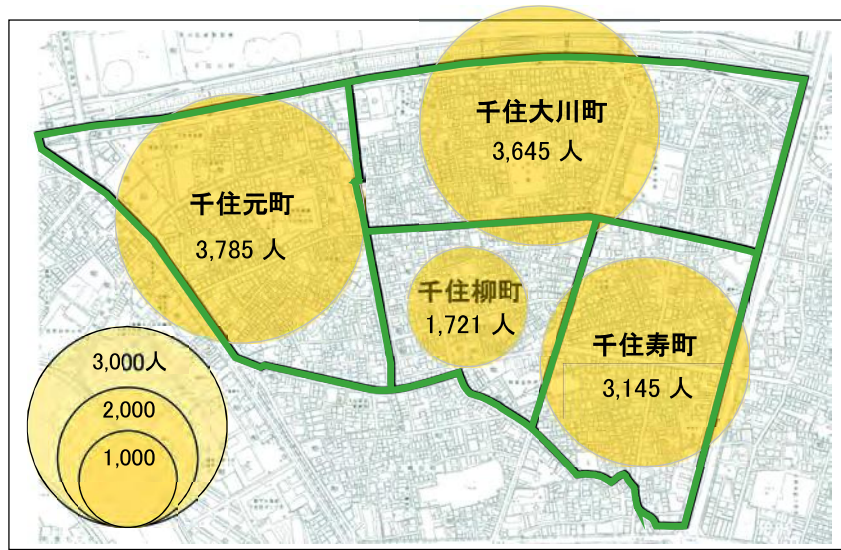 千住大川町
3,645 人
千住元町
3,785 人
千住柳町
1,721 人
千住寿町
3,145 人
3,000人
2,000
1,000